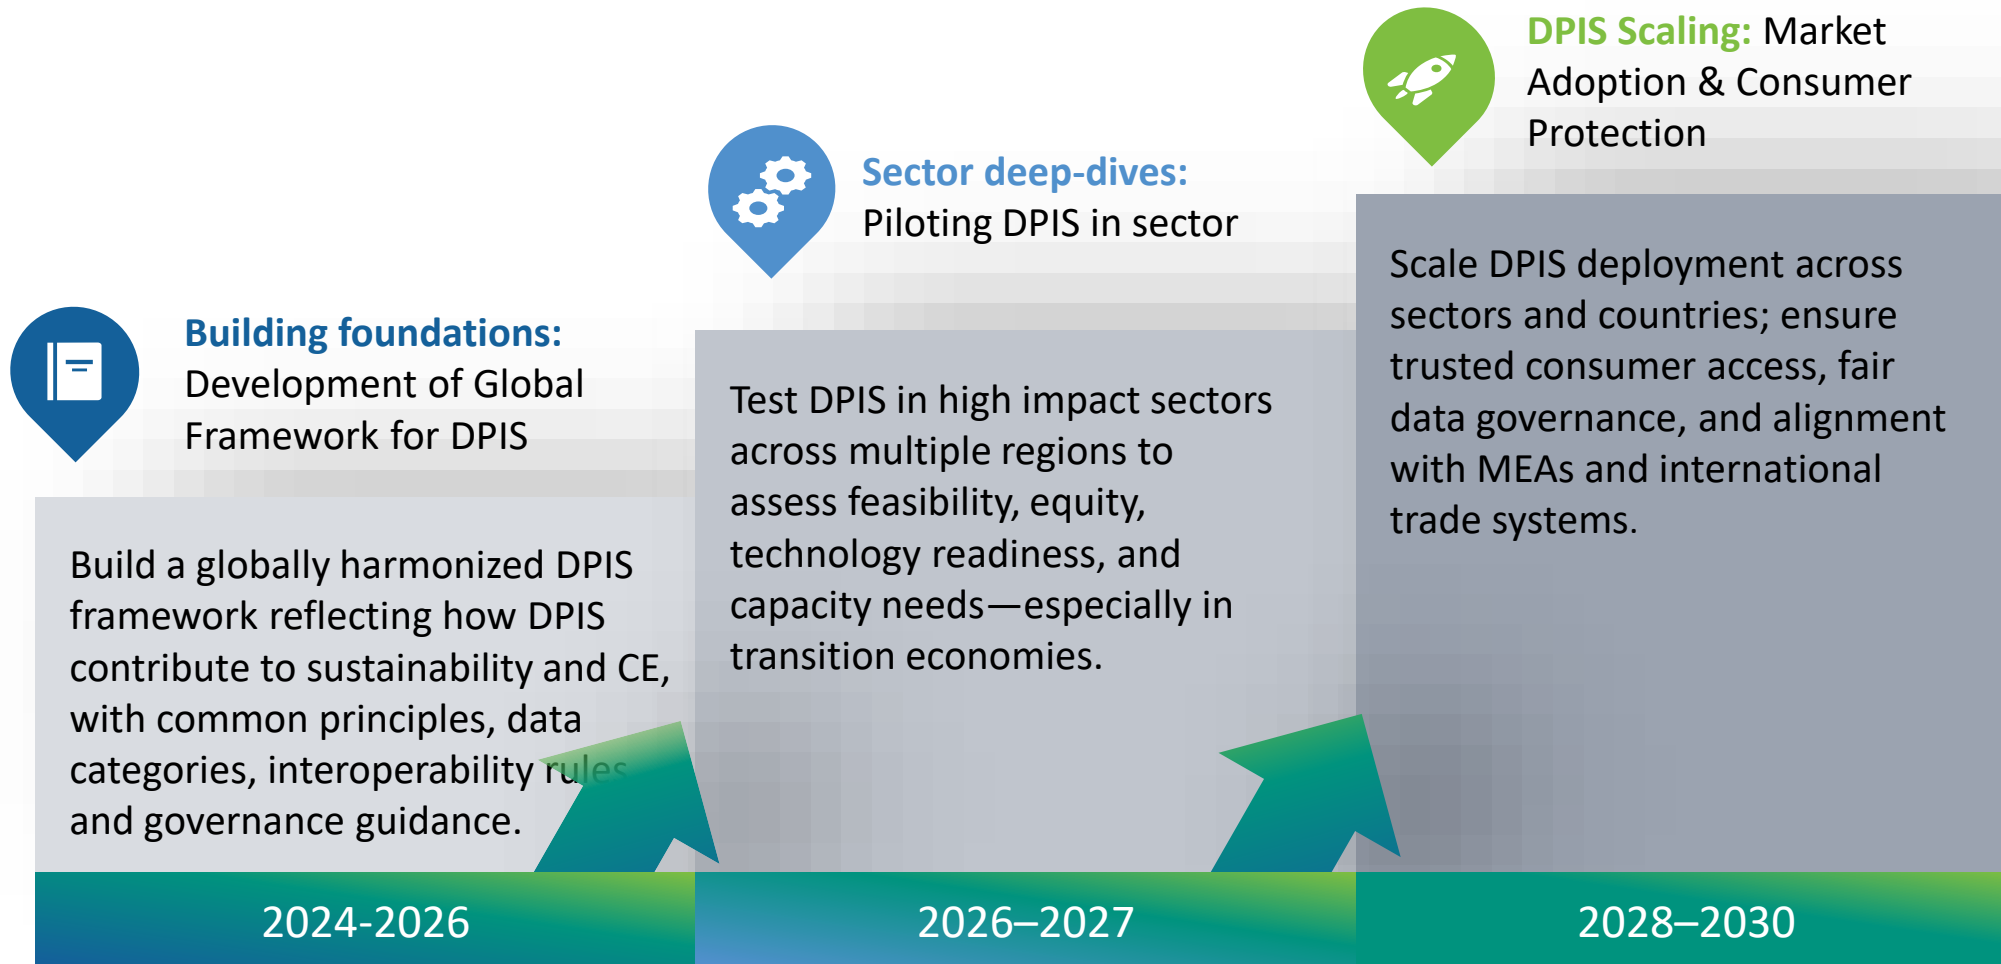 Building foundations:
Development of Global
Framework for DPIS
Build a globally harmonized DPIS
framework reflecting how DPIS
contribute to sustainability and CE,
with common principles, data
categories, interoperability rules
and governance guidance.
2024-2026
Sector deep-dives:
Piloting DPIS in sector
Test DPIS in high impact sectors
across multiple regions to
assess feasibility, equity,
technology readiness, and
capacity needs—especially in
transition economies.
2026–2027
DPIS Scaling: Market
Adoption & Consumer
Protection
Scale DPIS deployment across
sectors and countries; ensure
trusted consumer access, fair
data governance, and alignment
with MEAs and international
trade systems.
2028–2030